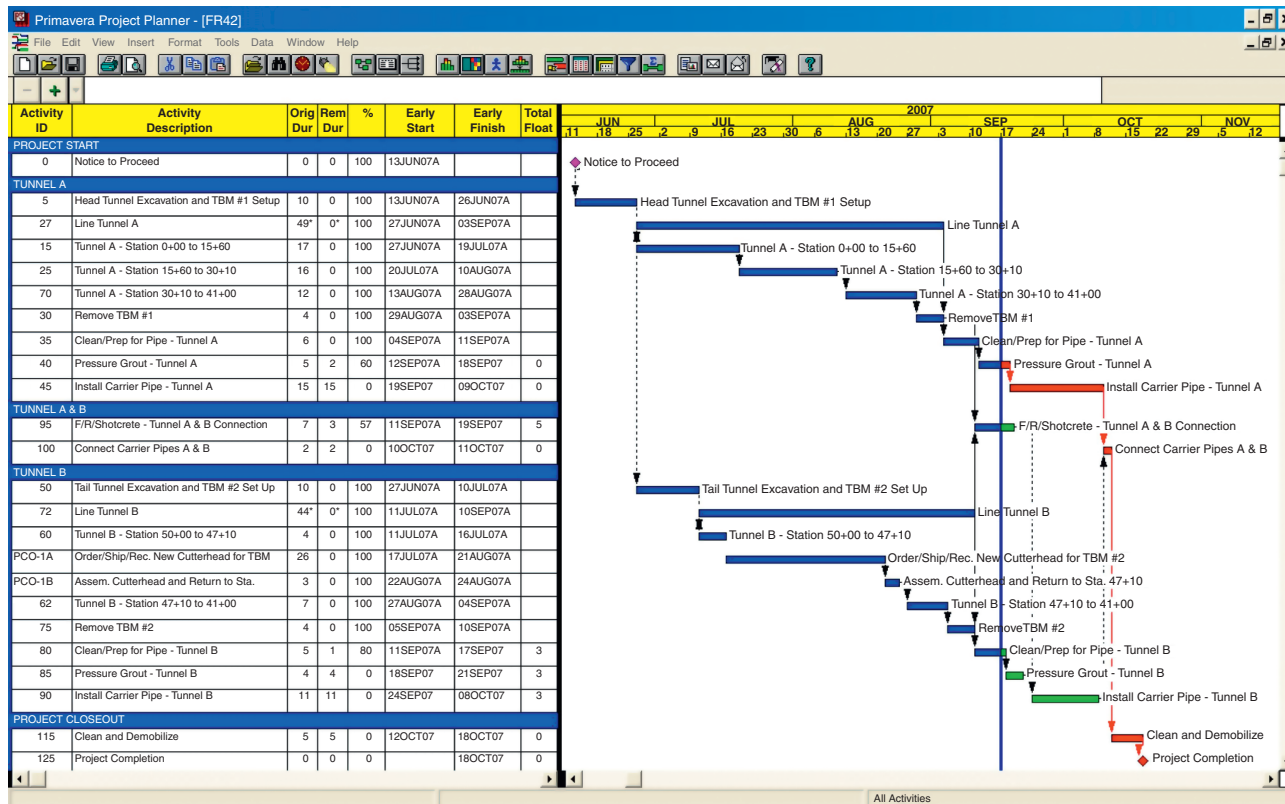 Primavera Project Planner - [FR42]
File Edit View Insert Format Tools Data Window Help
Activity ID Activity Description Orig Dur Rem Dur % Early Start Early Finish Total Float
2007
JUN JUL AUG SEP OCT NOV
11 18 25 2 9 16 23 30 6 13 20 27 3 10 17 24 1 8 15 22 29 5 12
PROJECT START
0 Notice to Proceed 0 0 100 13JUN07A Notice to Proceed
TUNNEL A
5 Head Tunnel Excavation and TBM #1 Setup 10 0 100 13JUN07A 26JUN07A Head Tunnel Excavation and TBM #1 Setup
27 Line Tunnel A 49* 0* 100 27JUN07A 03SEP07A Line Tunnel A
15 Tunnel A - Station 0+00 to 15+60 17 0 100 27JUN07A 19JUL07A Tunnel A - Station 0+00 to 15+60
25 Tunnel A - Station 15+60 to 30+10 16 0 100 20JUL07A 10AUG07A Tunnel A - Station 15+60 to 30+10
70 Tunnel A - Station 30+10 to 41+00 12 0 100 13AUG07A 28AUG07A Tunnel A - Station 30+10 to 41+00
30 Remove TBM #1 4 0 100 29AUG07A 03SEP07A RemoveTBM #1
35 Clean/Prep for Pipe - Tunnel A 6 0 100 04SEP07A 11SEP07A Clean/Prep for Pipe - Tunnel A
40 Pressure Grout - Tunnel A 5 2 60 12SEP07A 18SEP07 0 Pressure Grout - Tunnel A
45 Install Carrier Pipe - Tunnel A 15 15 0 19SEP07 09OCT07 0 Install Carrier Pipe - Tunnel A
TUNNEL A & B
95 F/R/Shotcrete - Tunnel A & B Connection 7 3 57 11SEP07A 19SEP07 5 F/R/Shotcrete - Tunnel A & B Connection
100 Connect Carrier Pipes A & B 2 2 0 10OCT07 11OCT07 0 Connect Carrier Pipes A & B
TUNNEL B
50 Tail Tunnel Excavation and TBM #2 Set Up 10 0 100 27JUN07A 10JUL07A Tail Tunnel Excavation and TBM #2 Set Up
72 Line Tunnel B 44* 0* 100 11JUL07A 10SEP07A Line Tunnel B
60 Tunnel B - Station 50+00 to 47+10 4 0 100 11JUL07A 16JUL07A Tunnel B - Station 50+00 to 47+10
PCO-1A Order/Ship/Rec. New Cutterhead for TBM 26 0 100 17JUL07A 21AUG07A Order/Ship/Rec. New Cutterhead for TBM #2
PCO-1B Assem. Cutterhead and Return to Sta. 3 0 100 22AUG07A 24AUG07A Assem. Cutterhead and Return to Sta. 47+10
62 Tunnel B - Station 47+10 to 41+00 7 0 100 27AUG07A 04SEP07A Tunnel B - Station 47+10 to 41+00
75 Remove TBM #2 4 0 100 05SEP07A 10SEP07A RemoveTBM #2
80 Clean/Prep for Pipe - Tunnel B 5 1 80 11SEP07A 17SEP07 3 Clean/Prep for Pipe - Tunnel B
85 Pressure Grout - Tunnel B 4 4 0 18SEP07 21SEP07 3 Pressure Grout - Tunnel B
90 Install Carrier Pipe - Tunnel B 11 11 0 24SEP07 08OCT07 3 Install Carrier Pipe - Tunnel B
PROJECT CLOSEOUT
115 Clean and Demobilize 5 5 0 12OCT07 18OCT07 0 Clean and Demobilize
125 Project Completion 0 0 0 18OCT07 0 Project Completion
All Activities